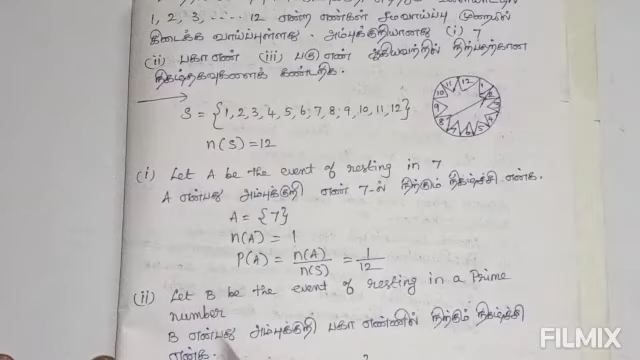 1, 2, 3, ..... 12 என்ற எண்கள் சமவாய்ப்பு முறையில்
கிடைக்க வாய்ப்புள்ளது. அம்புக்குறியானது (i) 7
(ii) பகா எண் (iii) பகு எண் ஆகியவற்றில் நிற்பதற்கான
நிகழ்தகவுகளைக் கண்டறிக.
S = {1, 2, 3, 4, 5, 6, 7, 8, 9, 10, 11, 12}
n(S) = 12
(i) Let A be the event of resting in 7
A என்பது அம்புக்குறி எண் 7-ல் நிற்கும் நிகழ்ச்சி என்க.
A = {7}
n(A) = 1
P(A) = n(A)/n(S) = 1/12
(ii) Let B be the event of resting in a Prime
number
B என்பது அம்புக்குறி பகா எண்ணில் நிற்கும் நிகழ்ச்சி
என்க.
FILMIX